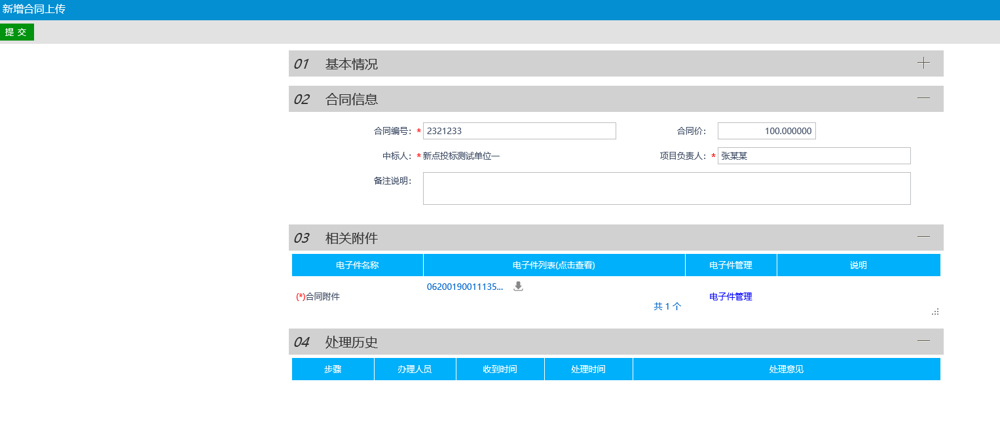 新增合同上传
提 交
01 基本情况
02 合同信息
合同编号：* 2321233 合同价： 100.000000
中标人：* 新点投标测试单位一 项目负责人：* 张某某
备注说明：
03 相关附件
电子件名称 电子件列表(点击查看) 电子件管理 说明
06200190011135...
(*)合同附件 电子件管理
共 1 个
04 处理历史
步骤 办理人员 收到时间 处理时间 处理意见